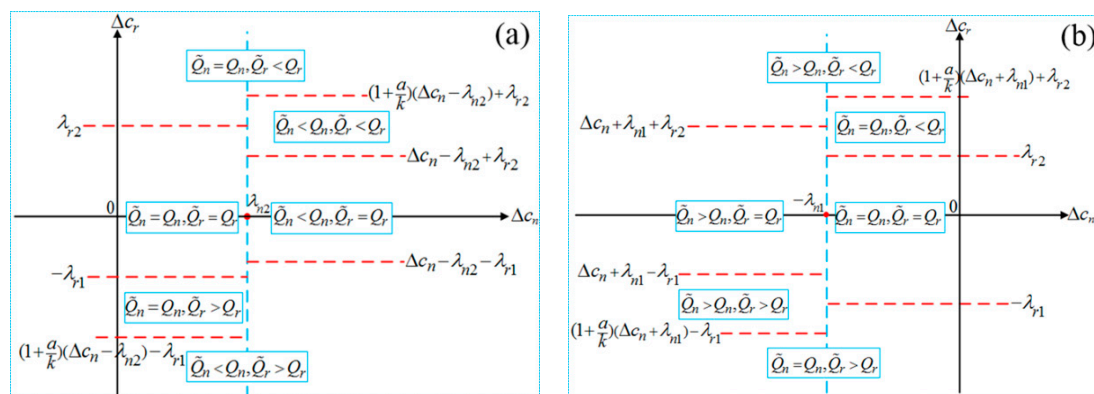 (a)
Δc_r
Q̃_n=Q_n,Q̃_r<Q_r
(1+a/k)(Δc_n−λ_n2)+λ_r2
λ_r2
Q̃_n<Q_n,Q̃_r<Q_r
Δc_n−λ_n2+λ_r2
0
λ_n2
Q̃_n=Q_n,Q̃_r=Q_r
Q̃_n<Q_n,Q̃_r=Q_r
Δc_n
Δc_n−λ_n2−λ_r1
−λ_r1
Q̃_n=Q_n,Q̃_r>Q_r
(1+a/k)(Δc_n−λ_n2)−λ_r1
Q̃_n<Q_n,Q̃_r>Q_r
(b)
Δc_r
Q̃_n>Q_n,Q̃_r<Q_r
(1+a/k)(Δc_n+λ_n1)+λ_r2
Δc_n+λ_n1+λ_r2
Q̃_n=Q_n,Q̃_r<Q_r
λ_r2
−λ_n1
0
Q̃_n>Q_n,Q̃_r=Q_r
Q̃_n=Q_n,Q̃_r=Q_r
Δc_n
Δc_n+λ_n1−λ_r1
Q̃_n>Q_n,Q̃_r>Q_r
−λ_r1
(1+a/k)(Δc_n+λ_n1)−λ_r1
Q̃_n=Q_n,Q̃_r>Q_r